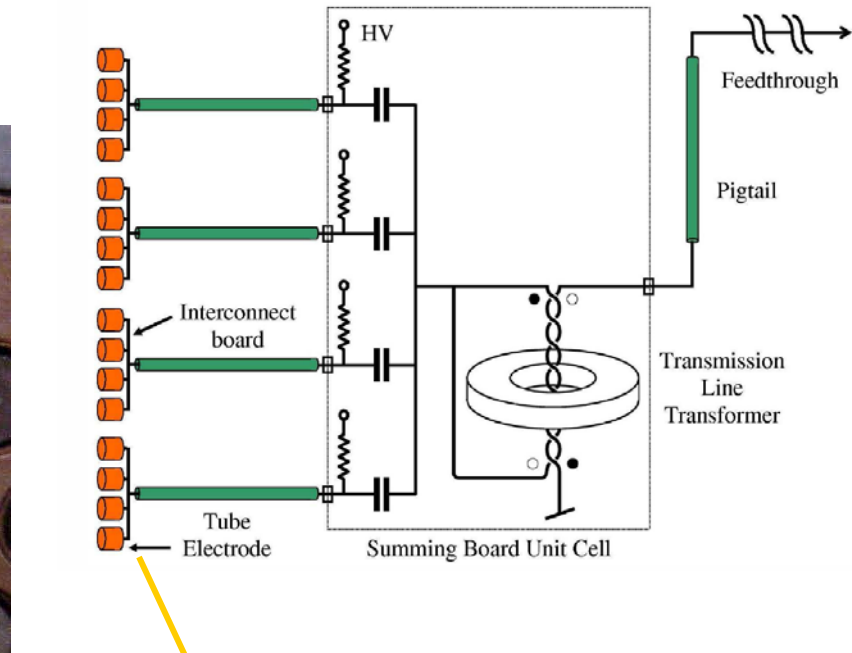 HV
Feedthrough
Pigtail
Interconnect
board
Transmission
Line
Transformer
Tube
Electrode
Summing Board Unit Cell